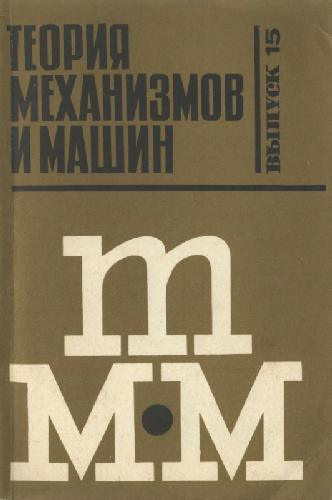 ТЕОРИЯ
МЕХАНИЗМОВ
И МАШИН
ВЫПУСК 15
т
М•М